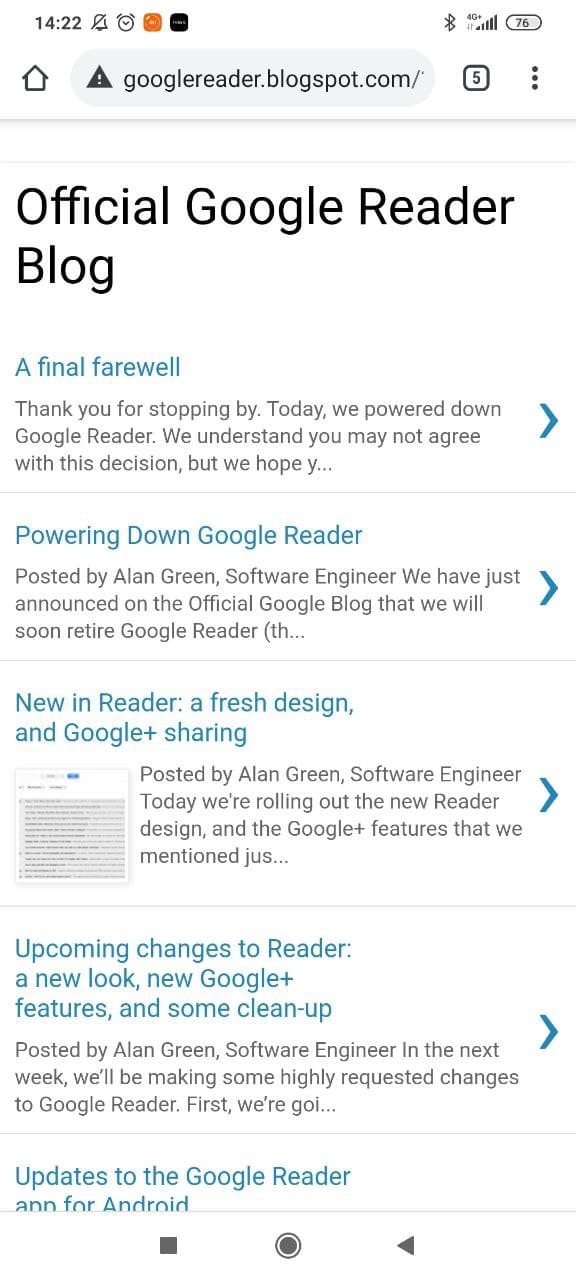 14:22
4G+
76
googlereader.blogspot.com/
5
Official Google Reader
Blog
A final farewell
Thank you for stopping by. Today, we powered down
Google Reader. We understand you may not agree
with this decision, but we hope y...
Powering Down Google Reader
Posted by Alan Green, Software Engineer We have just
announced on the Official Google Blog that we will
soon retire Google Reader (th...
New in Reader: a fresh design,
and Google+ sharing
Posted by Alan Green, Software Engineer
Today we're rolling out the new Reader
design, and the Google+ features that we
mentioned jus...
Upcoming changes to Reader:
a new look, new Google+
features, and some clean-up
Posted by Alan Green, Software Engineer In the next
week, we’ll be making some highly requested changes
to Google Reader. First, we’re goi...
Updates to the Google Reader
app for Android